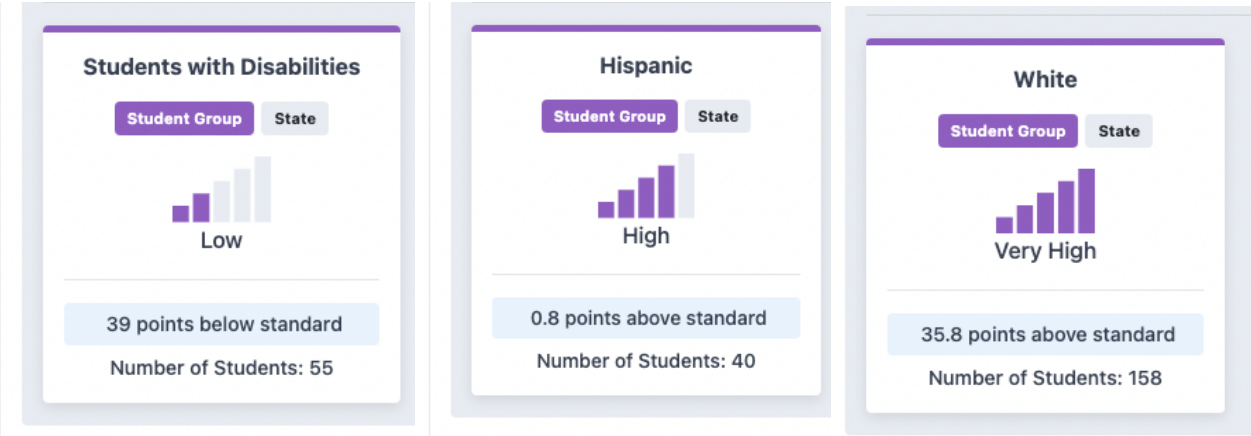 Students with Disabilities
Student Group State
Low
39 points below standard
Number of Students: 55
Hispanic
Student Group State
High
0.8 points above standard
Number of Students: 40
White
Student Group State
Very High
35.8 points above standard
Number of Students: 158